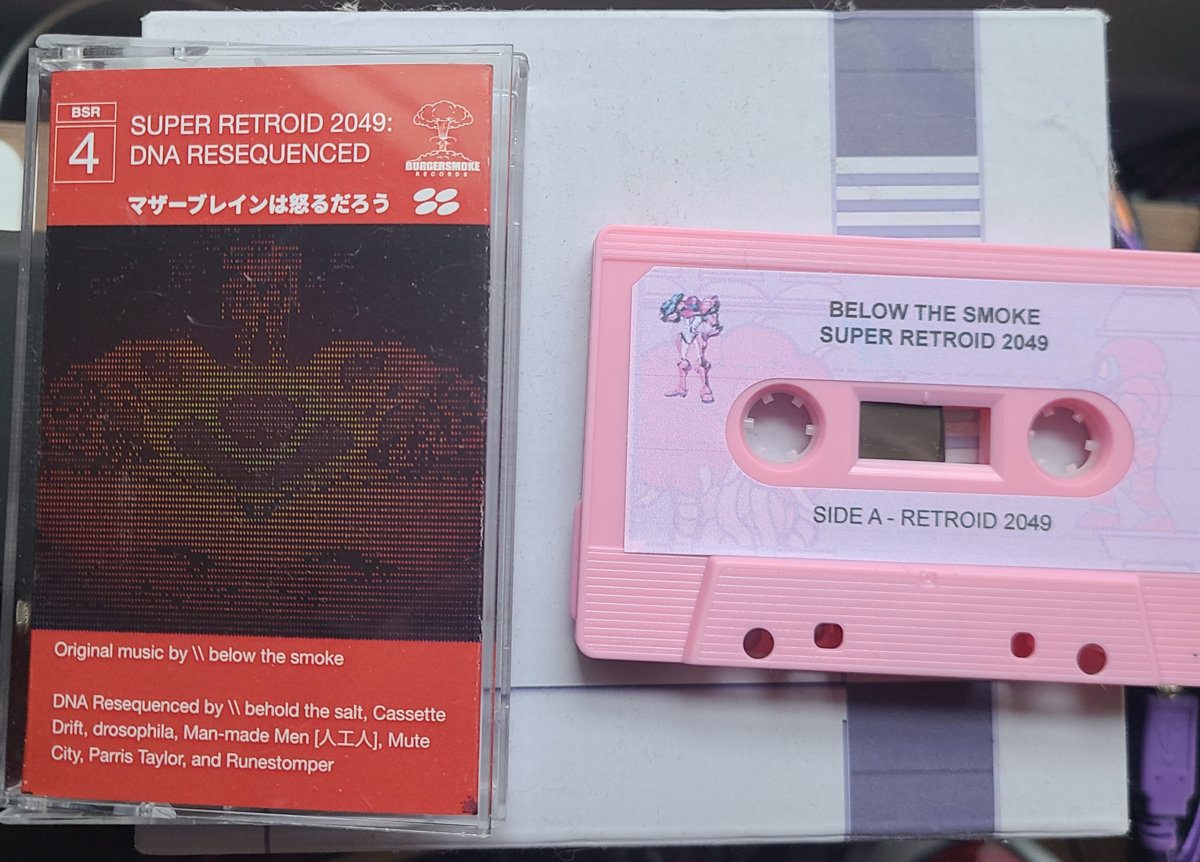 BSR
4
SUPER RETROID 2049:
DNA RESEQUENCED
BURGERSMOKE
RECORDS
マザーブレインは怒るだろう
Original music by \\ below the smoke
DNA Resequenced by \\ behold the salt, Cassette
Drift, drosophila, Man-made Men [人工人], Mute
City, Parris Taylor, and Runestomper
BELOW THE SMOKE
SUPER RETROID 2049
SIDE A - RETROID 2049